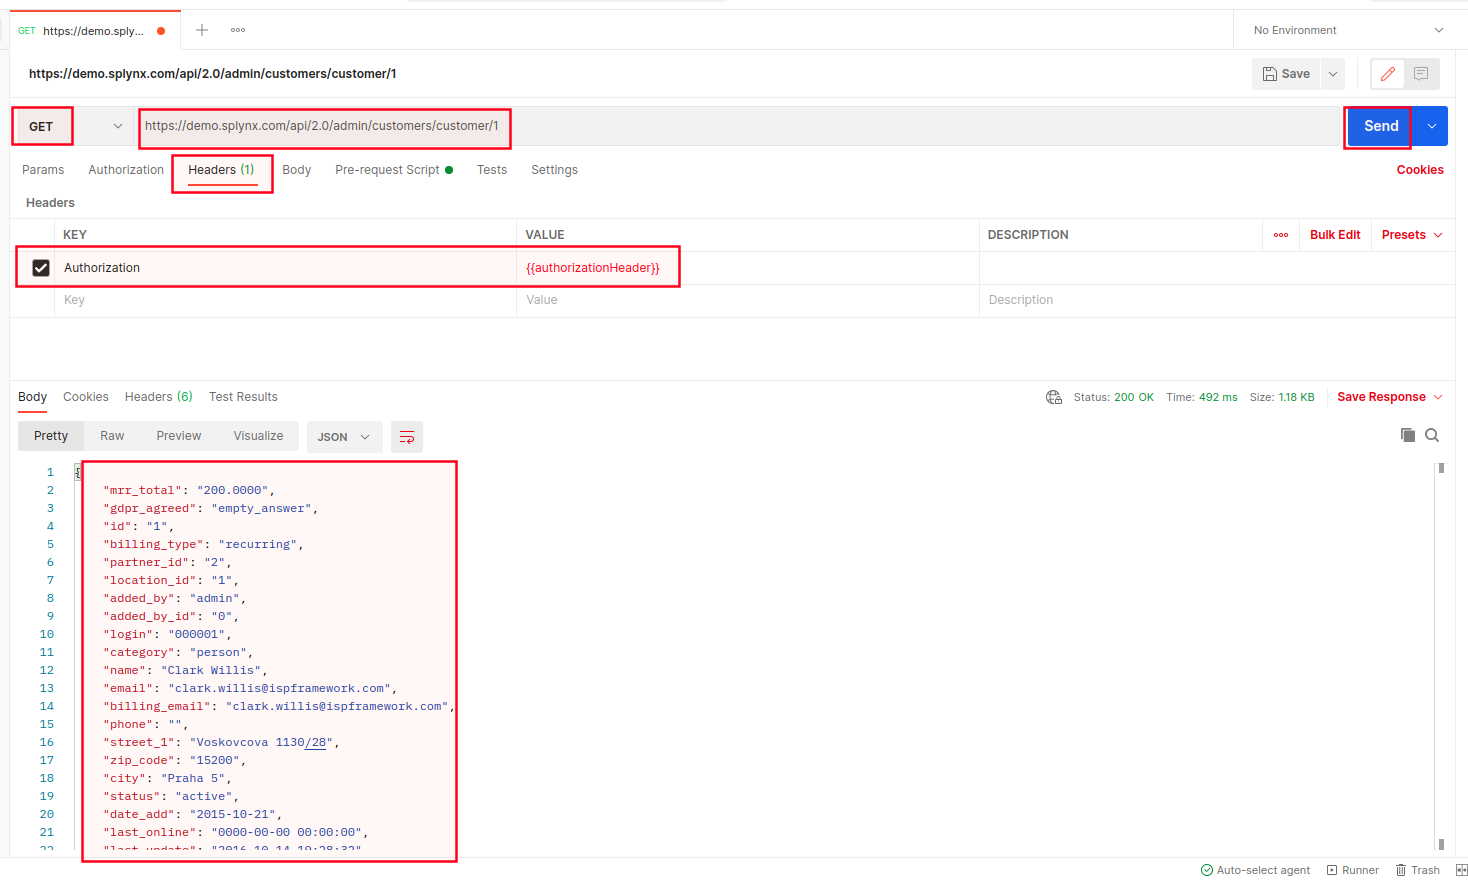 GET https://demo.sply...
No Environment
https://demo.splynx.com/api/2.0/admin/customers/customer/1
Save
GET
https://demo.splynx.com/api/2.0/admin/customers/customer/1
Send
Params Authorization Headers (1) Body Pre-request Script Tests Settings Cookies
Headers
KEY VALUE DESCRIPTION Bulk Edit Presets
Authorization {{authorizationHeader}}
Key Value Description
Body Cookies Headers (6) Test Results Status: 200 OK Time: 492 ms Size: 1.18 KB Save Response
Pretty Raw Preview Visualize JSON
1 {
2 "mrr_total": "200.0000",
3 "gdpr_agreed": "empty_answer",
4 "id": "1",
5 "billing_type": "recurring",
6 "partner_id": "2",
7 "location_id": "1",
8 "added_by": "admin",
9 "added_by_id": "0",
10 "login": "000001",
11 "category": "person",
12 "name": "Clark Willis",
13 "email": "clark.willis@ispframework.com",
14 "billing_email": "clark.willis@ispframework.com",
15 "phone": "",
16 "street_1": "Voskovcova 1130/28",
17 "zip_code": "15200",
18 "city": "Praha 5",
19 "status": "active",
20 "date_add": "2015-10-21",
21 "last_online": "0000-00-00 00:00:00",
22 "last_update": "2016-10-14 19:28:32"
Auto-select agent Runner Trash